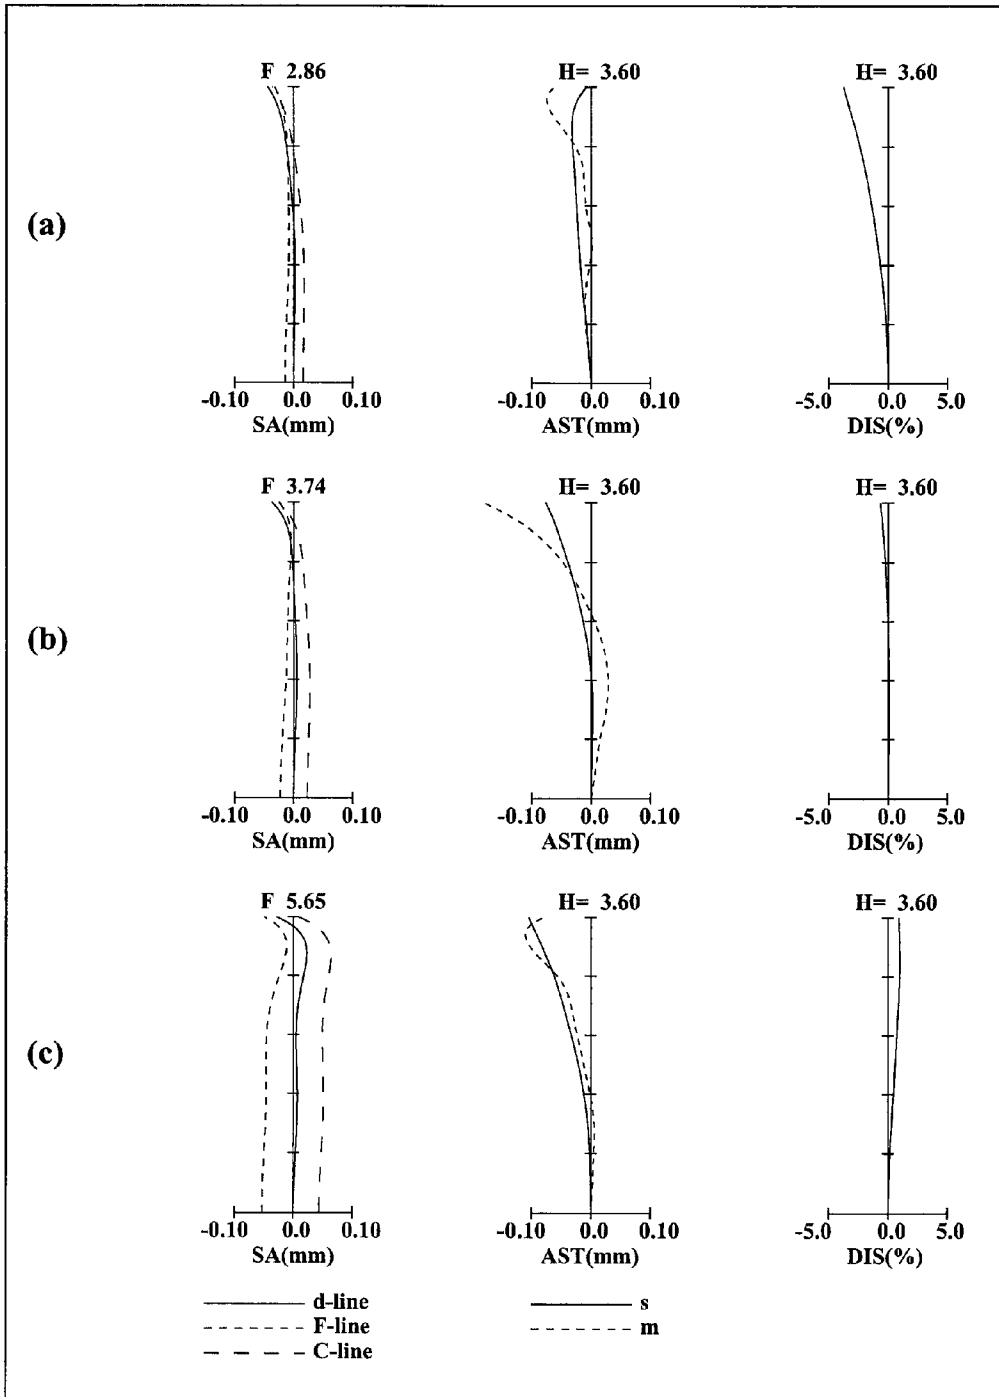 F 2.86 H= 3.60 H= 3.60
(a)
-0.10 0.0 0.10 -0.10 0.0 0.10 -5.0 0.0 5.0
SA(mm) AST(mm) DIS(%)
F 3.74 H= 3.60 H= 3.60
(b)
-0.10 0.0 0.10 -0.10 0.0 0.10 -5.0 0.0 5.0
SA(mm) AST(mm) DIS(%)
F 5.65 H= 3.60 H= 3.60
(c)
-0.10 0.0 0.10 -0.10 0.0 0.10 -5.0 0.0 5.0
SA(mm) AST(mm) DIS(%)
d-line s
F-line m
C-line